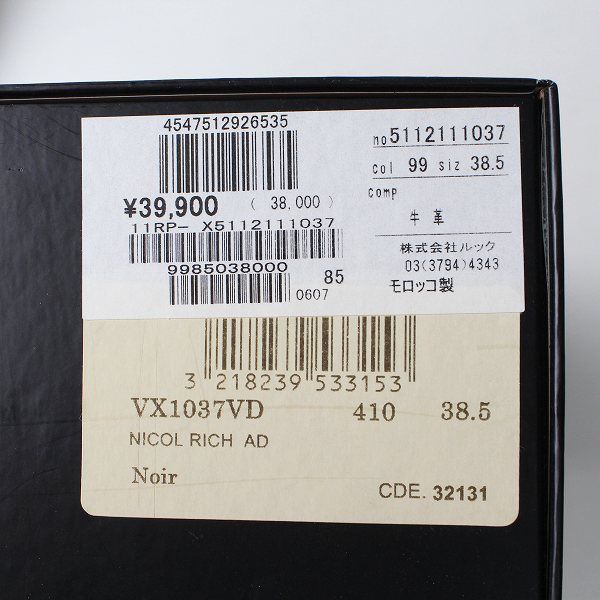 4547512926535
¥39,900 ( 38,000 )
11RP- X5112111037
9985038000 85
0607
no5112111037
col 99 siz 38.5
comp
牛革
株式会社ルック
03(3794)4343
モロッコ製
3 218239 533153
VX1037VD 410 38.5
NICOL RICH AD
Noir
CDE. 32131